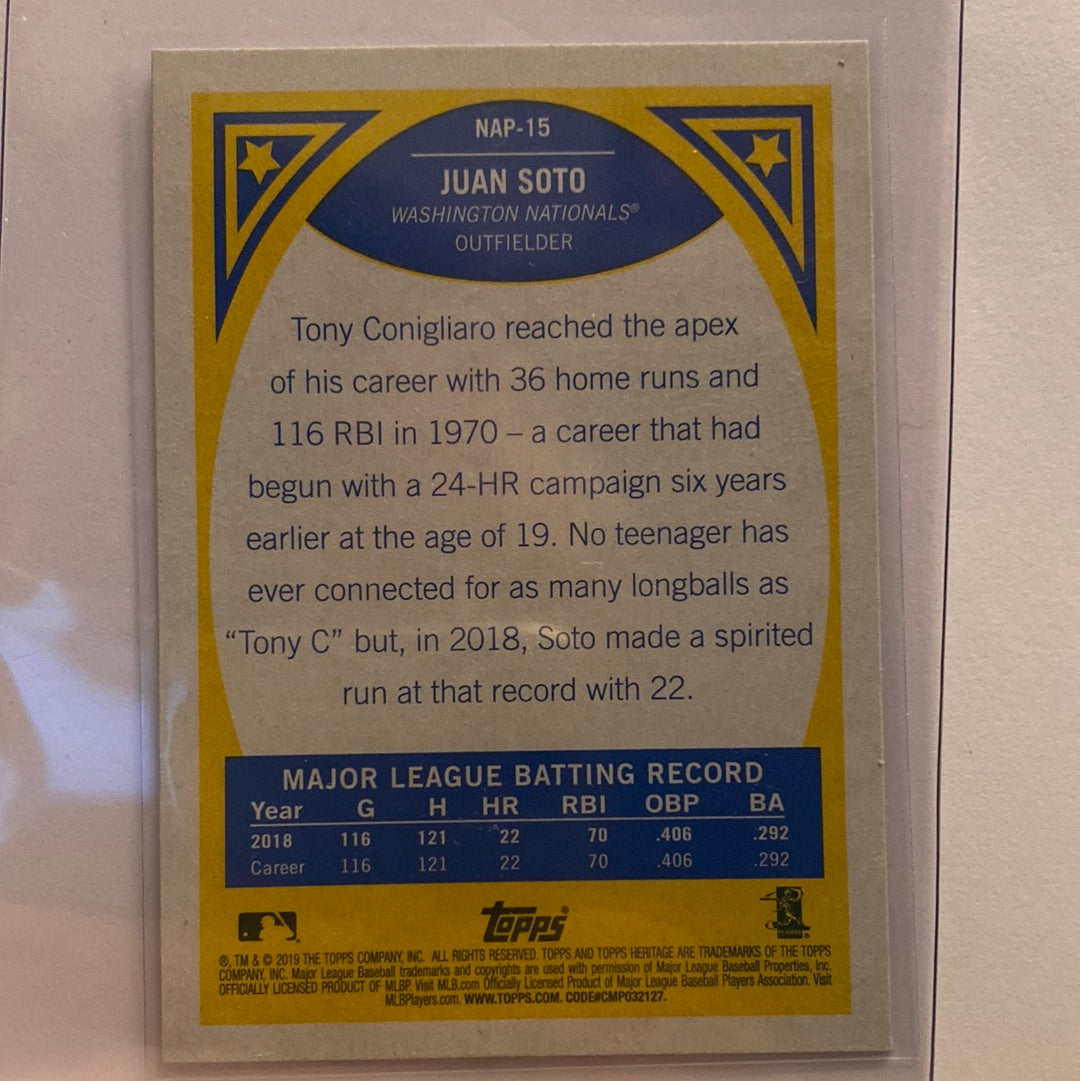 NAP-15
JUAN SOTO
WASHINGTON NATIONALS®
OUTFIELDER
Tony Conigliaro reached the apex
of his career with 36 home runs and
116 RBI in 1970 – a career that had
begun with a 24-HR campaign six years
earlier at the age of 19. No teenager has
ever connected for as many longballs as
“Tony C” but, in 2018, Soto made a spirited
run at that record with 22.
MAJOR LEAGUE BATTING RECORD
Year G H HR RBI OBP BA
2018 116 121 22 70 .406 .292
Career 116 121 22 70 .406 .292
Topps®
®, TM & © 2019 THE TOPPS COMPANY, INC. ALL RIGHTS RESERVED. TOPPS AND TOPPS HERITAGE ARE TRADEMARKS OF THE TOPPS
COMPANY, INC. Major League Baseball trademarks and copyrights are used with permission of Major League Baseball Properties, Inc.
OFFICIALLY LICENSED PRODUCT OF MLBP. Visit MLB.com Officially Licensed Product of Major League Baseball Players Association. Visit
MLBPlayers.com. WWW.TOPPS.COM. CODE#CMP032127.